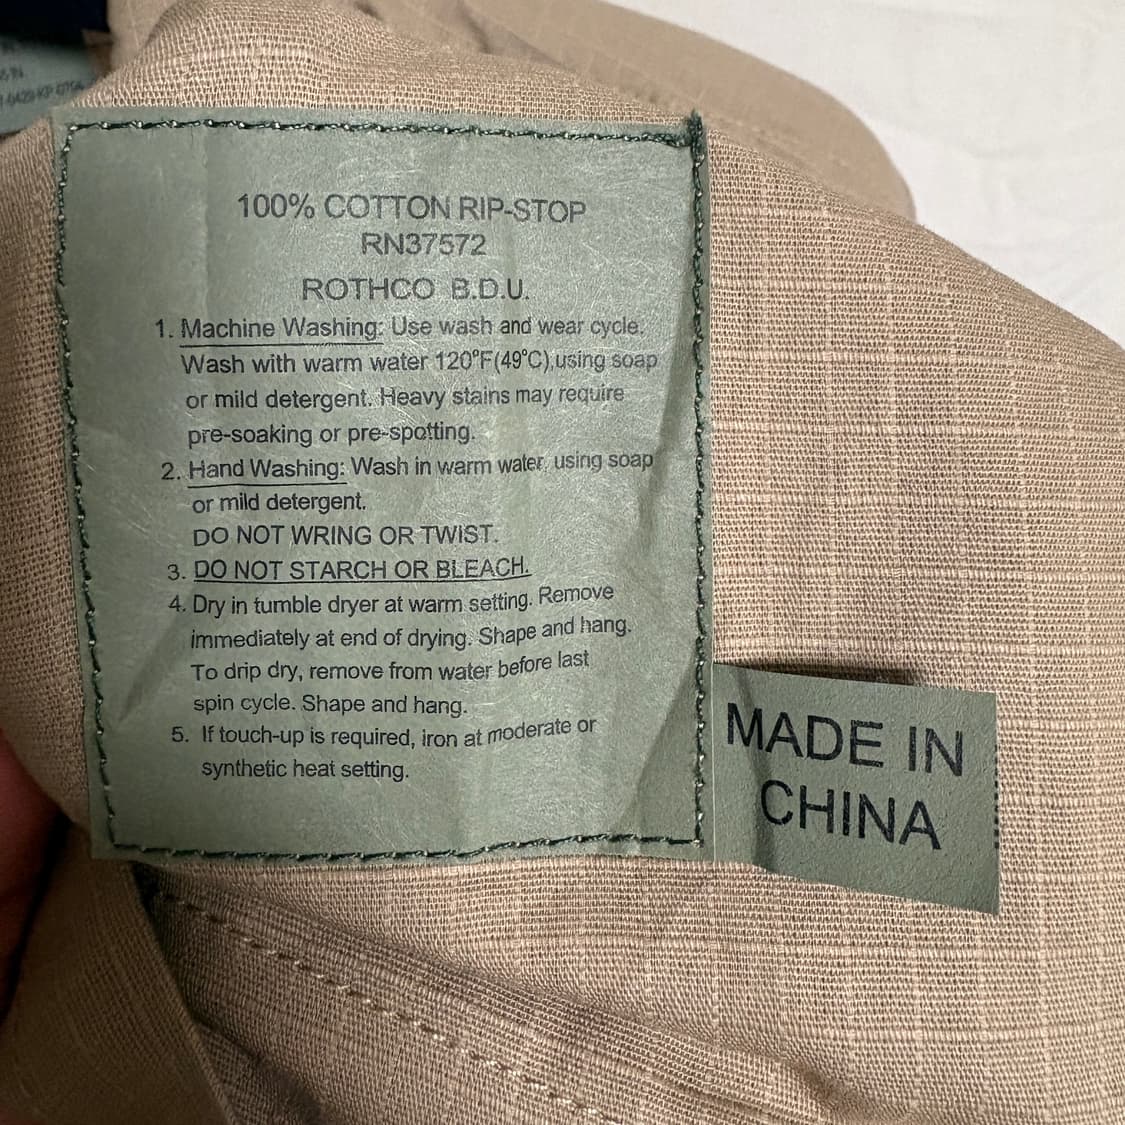 100% COTTON RIP-STOP
RN37572
ROTHCO B.D.U.
1. Machine Washing: Use wash and wear cycle.
Wash with warm water 120°F(49°C),using soap
or mild detergent. Heavy stains may require
pre-soaking or pre-spotting.
2. Hand Washing: Wash in warm water, using soap
or mild detergent.
DO NOT WRING OR TWIST.
3. DO NOT STARCH OR BLEACH.
4. Dry in tumble dryer at warm setting. Remove
immediately at end of drying. Shape and hang.
To drip dry, remove from water before last
spin cycle. Shape and hang.
5. If touch-up is required, iron at moderate or
synthetic heat setting.
MADE IN
CHINA